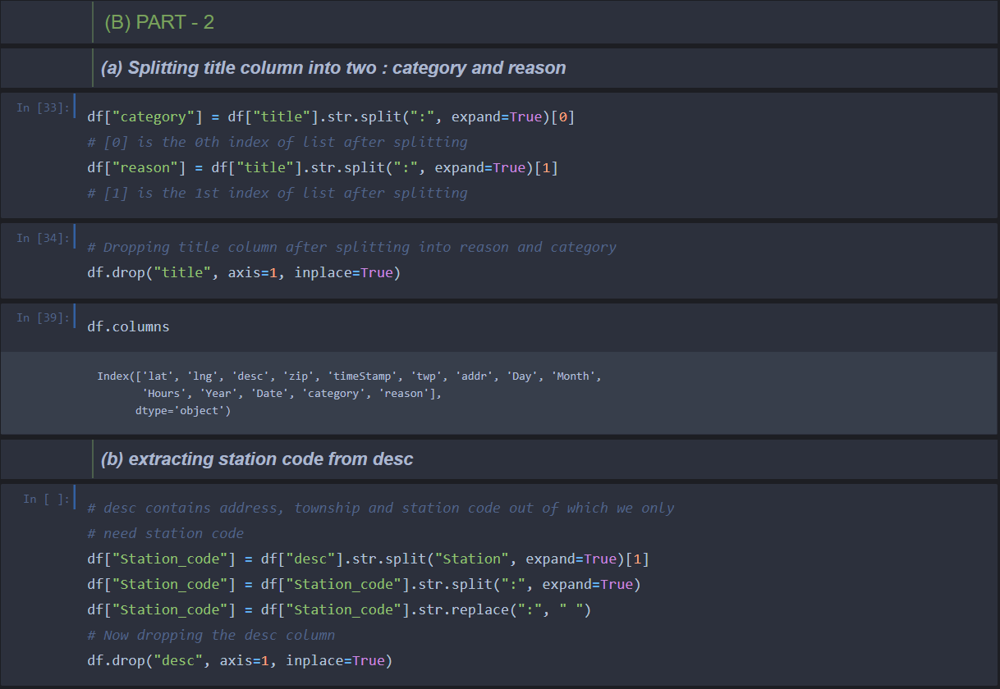 (B) PART - 2
(a) Splitting title column into two : category and reason
In [33]:
df["category"] = df["title"].str.split(":", expand=True)[0]
# [0] is the 0th index of list after splitting
df["reason"] = df["title"].str.split(":", expand=True)[1]
# [1] is the 1st index of list after splitting
In [34]:
# Dropping title column after splitting into reason and category
df.drop("title", axis=1, inplace=True)
In [39]:
df.columns
Index(['lat', 'lng', 'desc', 'zip', 'timeStamp', 'twp', 'addr', 'Day', 'Month',
'Hours', 'Year', 'Date', 'category', 'reason'],
dtype='object')
(b) extracting station code from desc
In [ ]:
# desc contains address, township and station code out of which we only
# need station code
df["Station_code"] = df["desc"].str.split("Station", expand=True)[1]
df["Station_code"] = df["Station_code"].str.split(":", expand=True)
df["Station_code"] = df["Station_code"].str.replace(":", " ")
# Now dropping the desc column
df.drop("desc", axis=1, inplace=True)